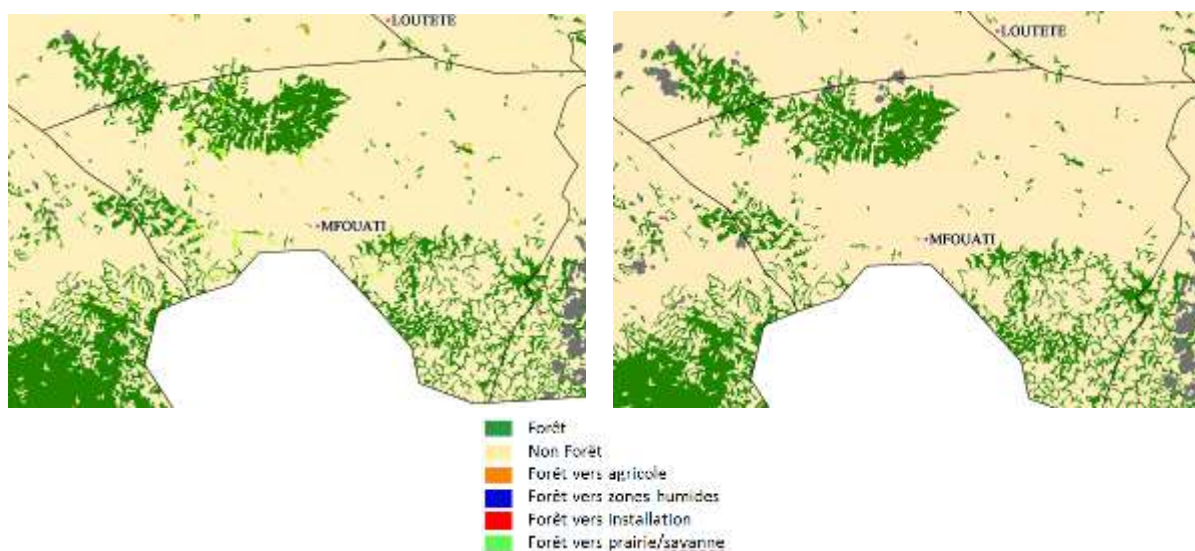 LOUTETE
MFOUATI
LOUTETE
MFOUATI
Forêt
Non Forêt
Forêt vers agricole
Forêt vers zones humides
Forêt vers Installation
Forêt vers prairie/savanne